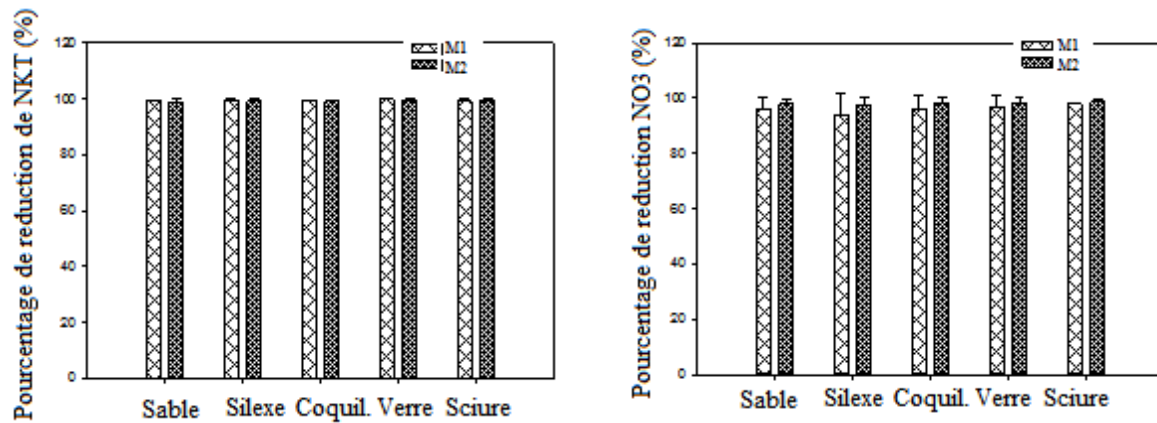 Pourcentage de reduction de NKT (%)
120
100
80
60
40
20
0
M1
M2
Sable Silexe Coquil. Verre Sciure
Pourcentage de reduction NO3 (%)
120
100
80
60
40
20
0
M1
M2
Sable Silexe Coquil. Verre Sciure